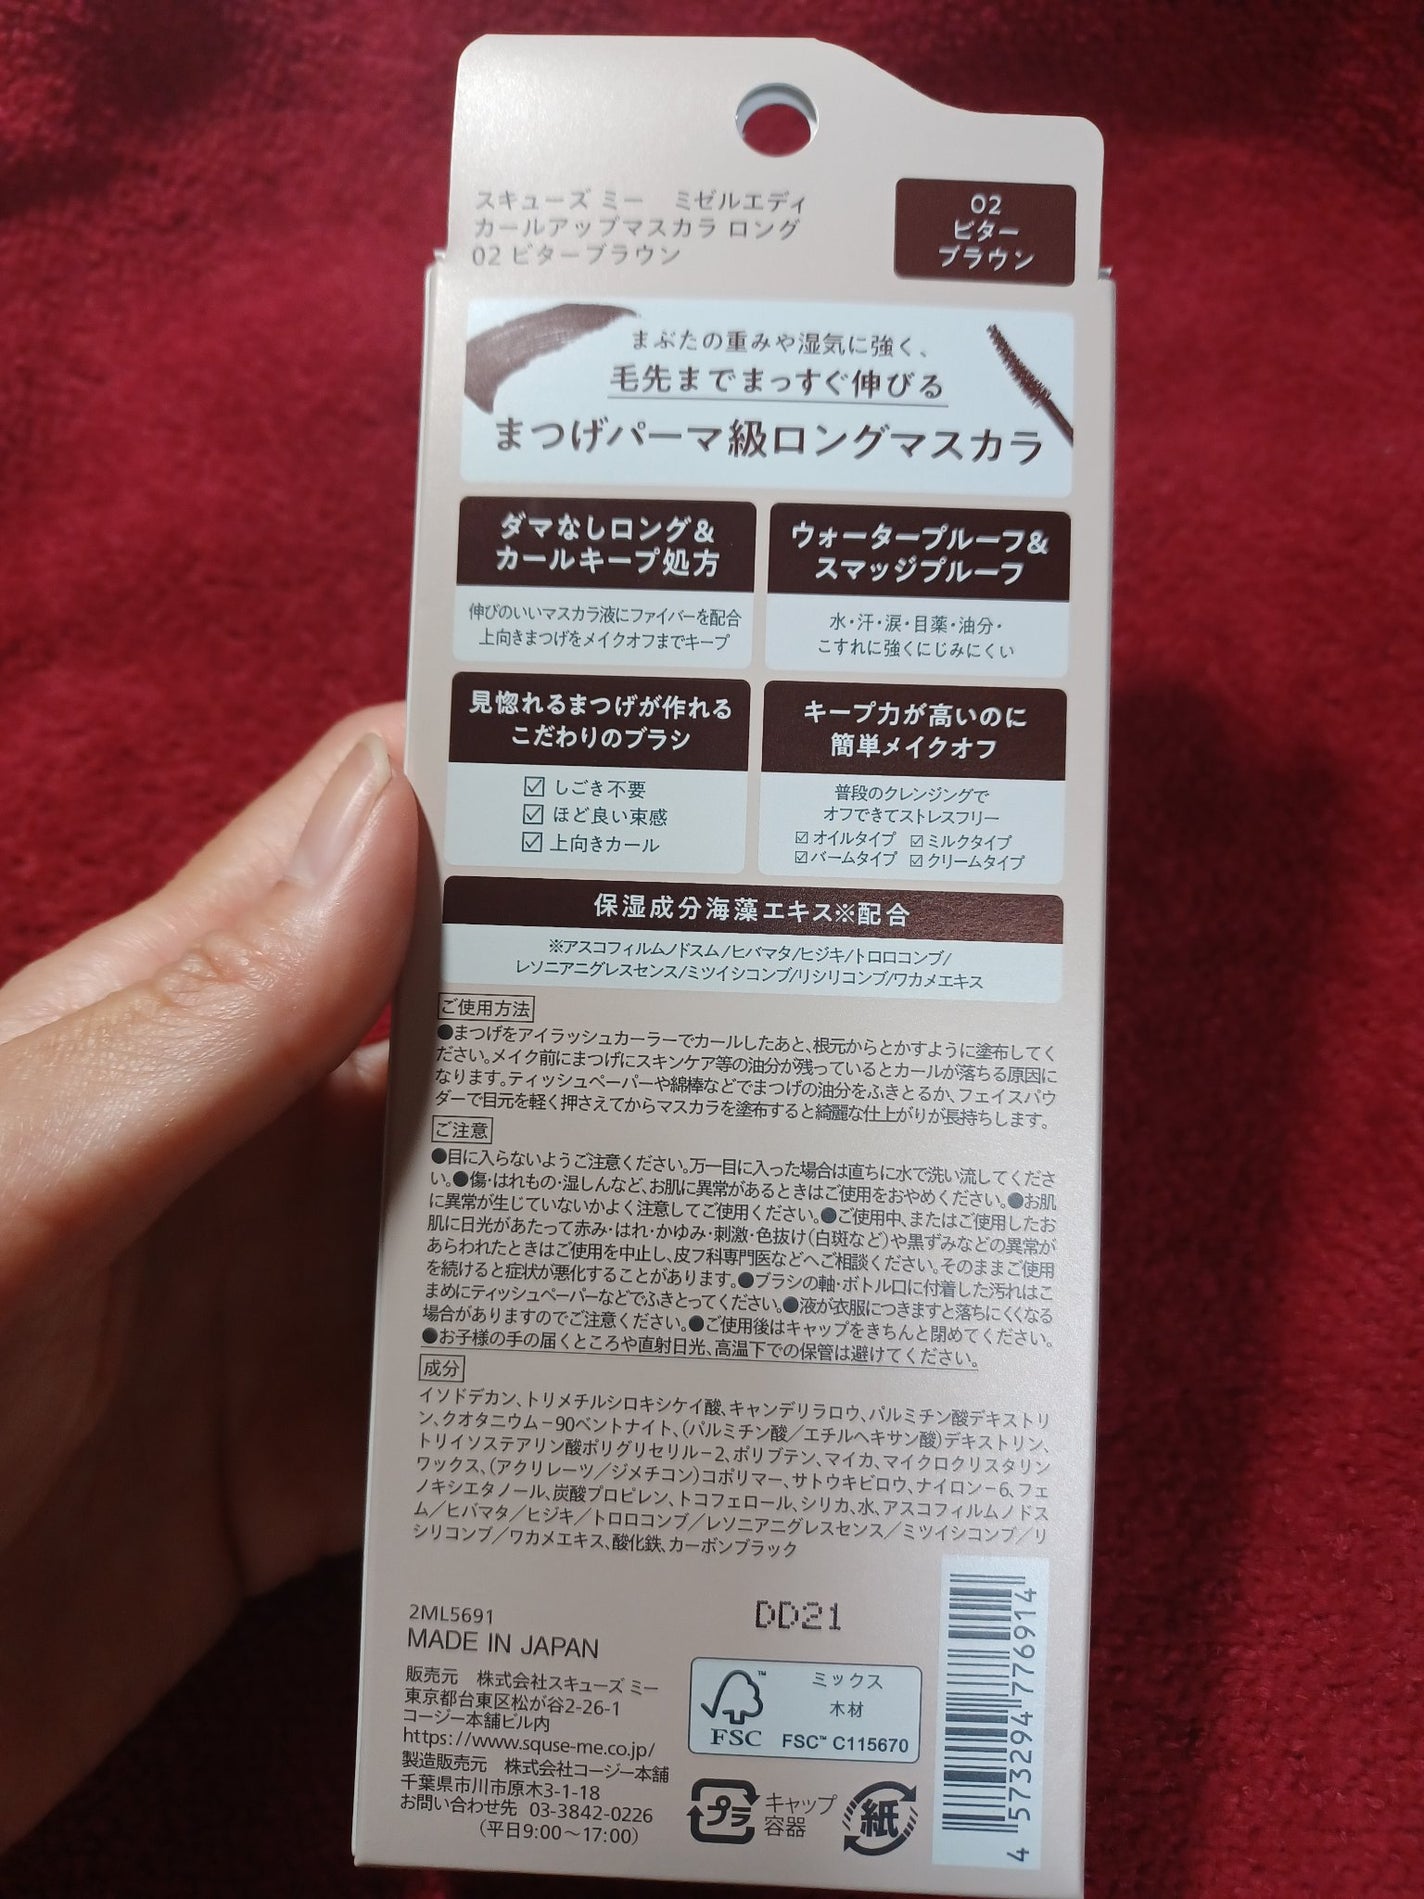 スキューズ ミー　ミゼルエディ
カールアップマスカラ ロング
02 ビターブラウン
02
ビター
ブラウン
まぶたの重みや湿気に強く、
毛先までまっすぐ伸びる
まつげパーマ級ロングマスカラ
ダマなしロング&
カールキープ処方
伸びのいいマスカラ液にファイバーを配合
上向きまつげをメイクオフまでキープ
ウォータープルーフ&
スマッジプルーフ
水・汗・涙・目薬・油分・
こすれに強くにじみにくい
見惚れるまつげが作れる
こだわりのブラシ
☑ しごき不要
☑ ほど良い束感
☑ 上向きカール
キープ力が高いのに
簡単メイクオフ
普段のクレンジングで
オフできてストレスフリー
☑ オイルタイプ ☑ ミルクタイプ
☑ バームタイプ ☑ クリームタイプ
保湿成分海藻エキス※配合
※アスコフィルムノドスム/ヒバマタ/ヒジキ/トロロコンブ/
レソニアニグレスセンス/ミツイシコンブ/リシリコンブ/ワカメエキス
ご使用方法
●まつげをアイラッシュカーラーでカールしたあと、根元からとかすように塗布してく
ださい。メイク前にまつげにスキンケア等の油分が残っているとカールが落ちる原因に
なります。ティッシュペーパーや綿棒などでまつげの油分をふきとるか、フェイスパウ
ダーで目元を軽く押さえてからマスカラを塗布すると綺麗な仕上がりが長持ちします。
ご注意
●目に入らないようご注意ください。万一目に入った場合は直ちに水で洗い流してくださ
い。●傷・はれもの・湿しんなど、お肌に異常があるときはご使用をおやめください。●お肌
に異常が生じていないかよく注意してご使用ください。●ご使用中、またはご使用したお
肌に日光があたって赤み・はれ・かゆみ・刺激・色抜け(白斑など)や黒ずみなどの異常が
あらわれたときはご使用を中止し、皮フ科専門医などへご相談ください。そのままご使用
を続けると症状が悪化することがあります。●ブラシの軸・ボトル口に付着した汚れはこ
まめにティッシュペーパーなどでふきとってください。●液が衣服につきますと落ちにくくなる
場合がありますのでご注意ください。●ご使用後はキャップをきちんと閉めてください。
●お子様の手の届くところや直射日光、高温下での保管は避けてください。
成分
イソドデカン、トリメチルシロキシケイ酸、キャンデリラロウ、パルミチン酸デキストリ
ン、クオタニウム-90ベントナイト、(パルミチン酸/エチルヘキサン酸)デキストリン、
トリイソステアリン酸ポリグリセリル-2、ポリブテン、マイカ、マイクロクリスタリン
ワックス、(アクリレーツ/ジメチコン)コポリマー、サトウキビロウ、ナイロン-6、フェ
ノキシエタノール、炭酸プロピレン、トコフェロール、シリカ、水、アスコフィルムノドス
ム/ヒバマタ/ヒジキ/トロロコンブ/レソニアニグレスセンス/ミツイシコンブ/リ
シリコンブ/ワカメエキス、酸化鉄、カーボンブラック
2ML5691
MADE IN JAPAN
DD21
販売元　株式会社スキューズ ミー
東京都台東区松が谷2-26-1
コージー本舗ビル内
https://www.squse-me.co.jp/
製造販売元　株式会社コージー本舗
千葉県市川市原木3-1-18
お問い合わせ先　03-3842-0226
(平日9:00～17:00)
FSC™
ミックス
木材
FSC™ C115670
プラ
キャップ
容器
紙
4 573294 776914